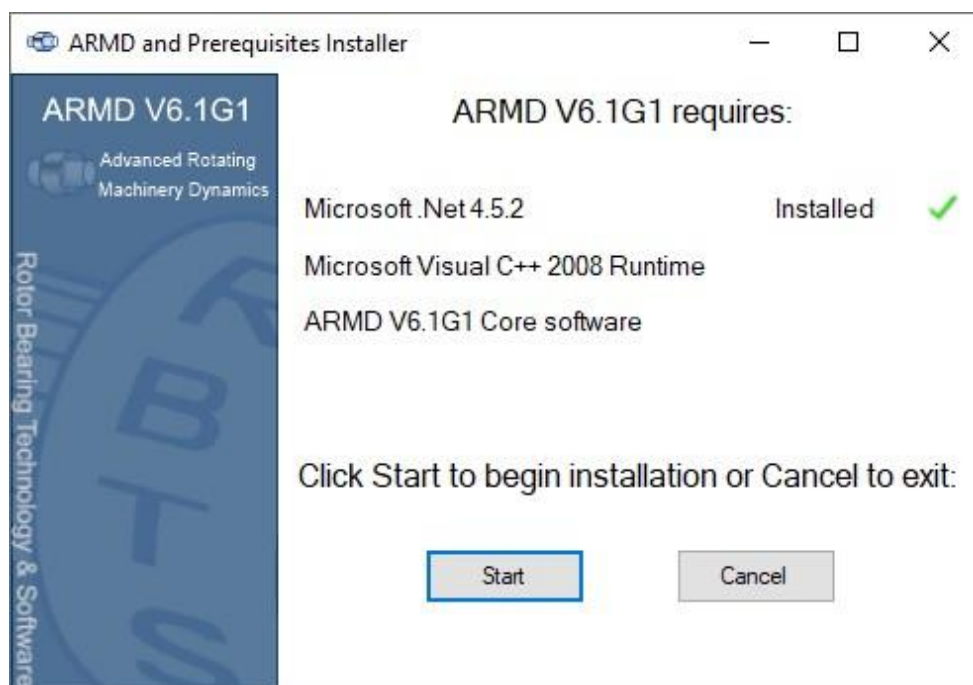 ARMD and Prerequisites Installer
ARMD V6.1G1
Advanced Rotating
Machinery Dynamics
Rotor Bearing Technology & Software
RBTS
ARMD V6.1G1 requires:
Microsoft .Net 4.5.2 Installed
Microsoft Visual C++ 2008 Runtime
ARMD V6.1G1 Core software
Click Start to begin installation or Cancel to exit:
Start
Cancel